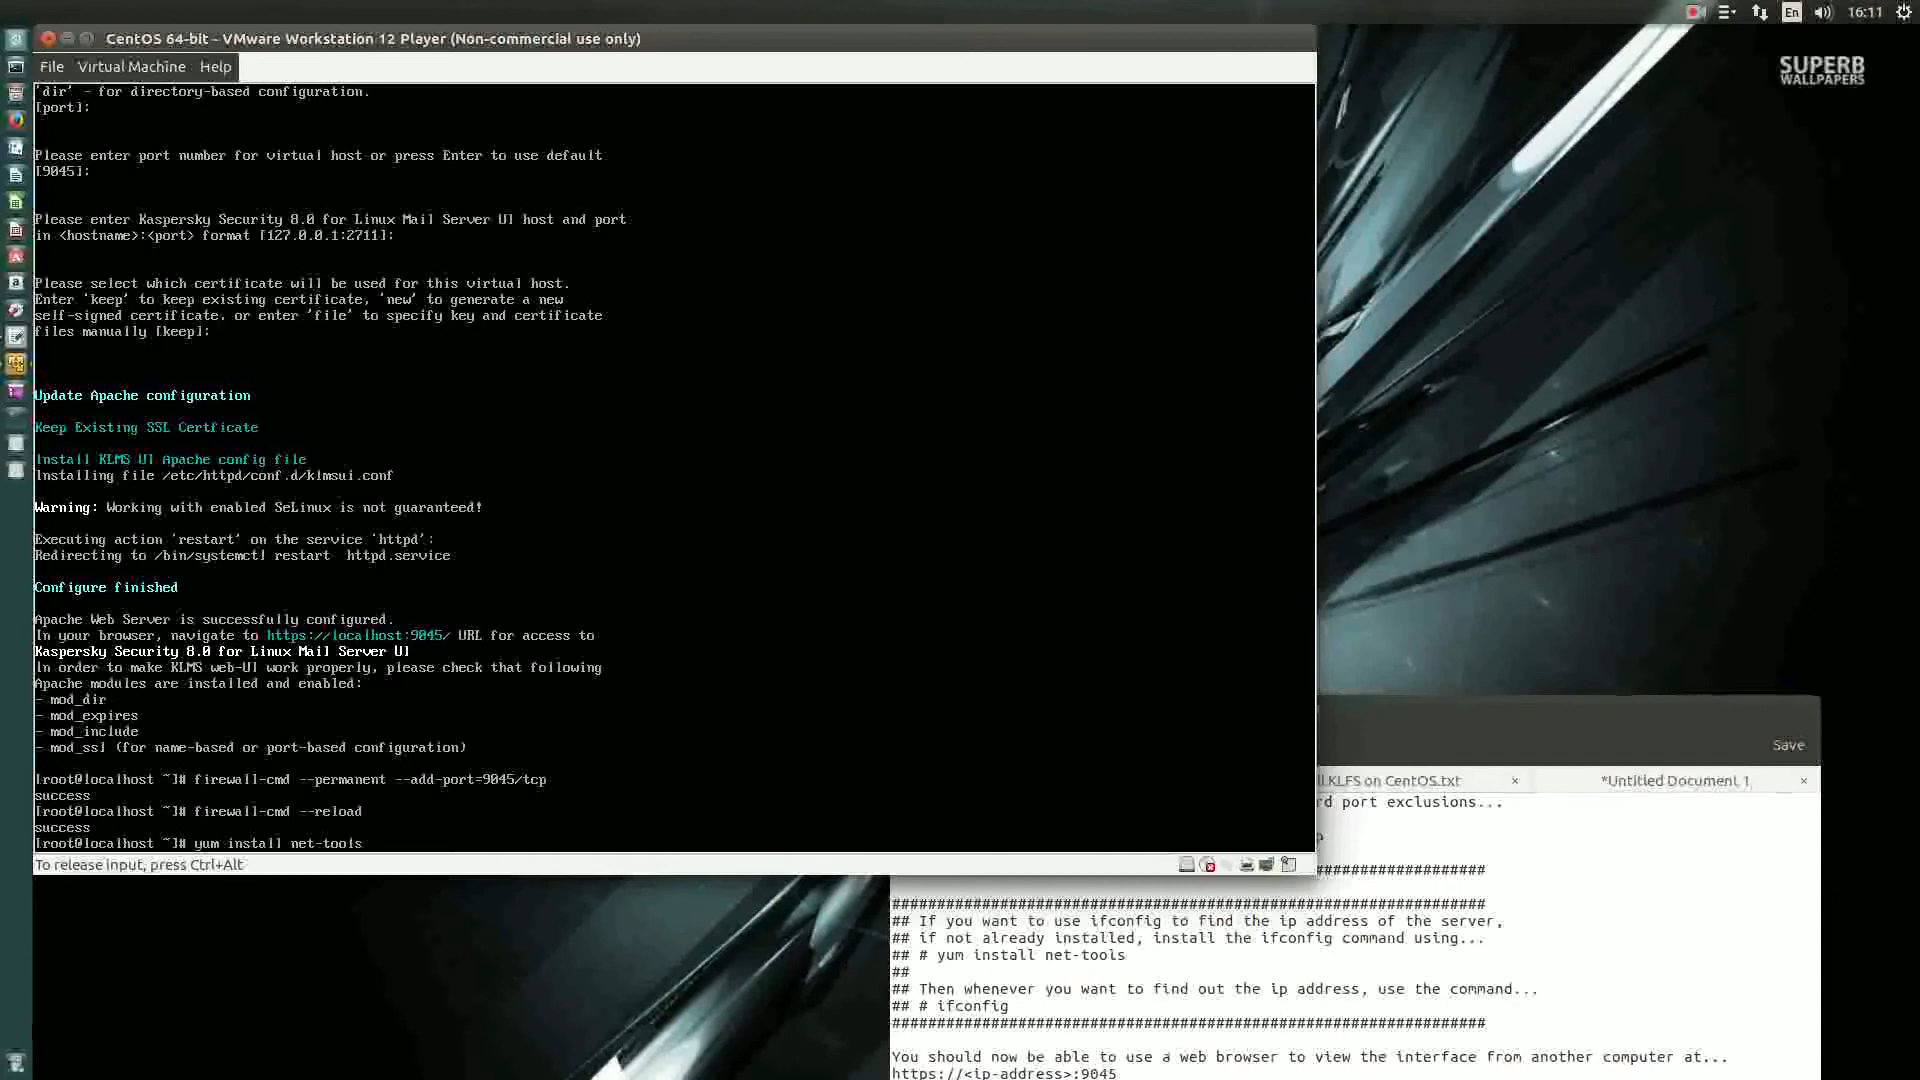 En
16:11
CentOS 64-bit - VMware Workstation 12 Player (Non-commercial use only)
File Virtual Machine Help
SUPERB
WALLPAPERS
'dir' - for directory-based configuration.
[port]:
Please enter port number for virtual host or press Enter to use default
[9045]:
Please enter Kaspersky Security 8.0 for Linux Mail Server UI host and port
in <hostname>:<port> format [127.0.0.1:2711]:
Please select which certificate will be used for this virtual host.
Enter 'keep' to keep existing certificate, 'new' to generate a new
self-signed certificate. or enter 'file' to specify key and certificate
files manually [keep]:
Update Apache configuration
Keep Existing SSL Certficate
Install KLMS UI Apache config file
Installing file /etc/httpd/conf.d/klmsui.conf
Warning: Working with enabled SeLinux is not guaranteed!
Executing action 'restart' on the service 'httpd':
Redirecting to /bin/systemctl restart  httpd.service
Configure finished
Apache Web Server is successfully configured.
In your browser, navigate to https://localhost:9045/ URL for access to
Kaspersky Security 8.0 for Linux Mail Server UI
In order to make KLMS web-UI work properly, please check that following
Apache modules are installed and enabled:
- mod_dir
- mod_expires
- mod_include
- mod_ssl (for name-based or port-based configuration)
[root@localhost ~]# firewall-cmd --permanent --add-port=9045/tcp
success
[root@localhost ~]# firewall-cmd --reload
success
[root@localhost ~]# yum install net-tools
To release input, press Ctrl+Alt
Save
KLFS on CentOS.txt × *Untitled Document 1 ×
rd port exclusions...
p
###################
##################################################################
## If you want to use ifconfig to find the ip address of the server,
## if not already installed, install the ifconfig command using...
## # yum install net-tools
##
## Then whenever you want to find out the ip address, use the command...
## # ifconfig
##################################################################
You should now be able to use a web browser to view the interface from another computer at...
https://<ip-address>:9045